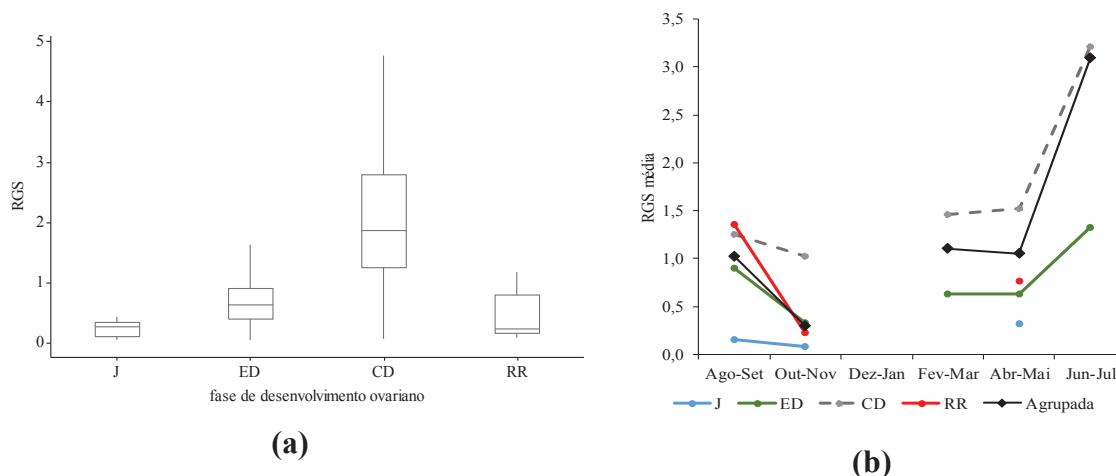 5
4
3
2
1
0
RGS
J ED CD RR
fase de desenvolvimento ovariano
(a)
3,5
3,0
2,5
2,0
1,5
1,0
0,5
0,0
RGS média
Ago-Set Out-Nov Dez-Jan Fev-Mar Abr-Mai Jun-Jul
J ED CD RR Agrupada
(b)